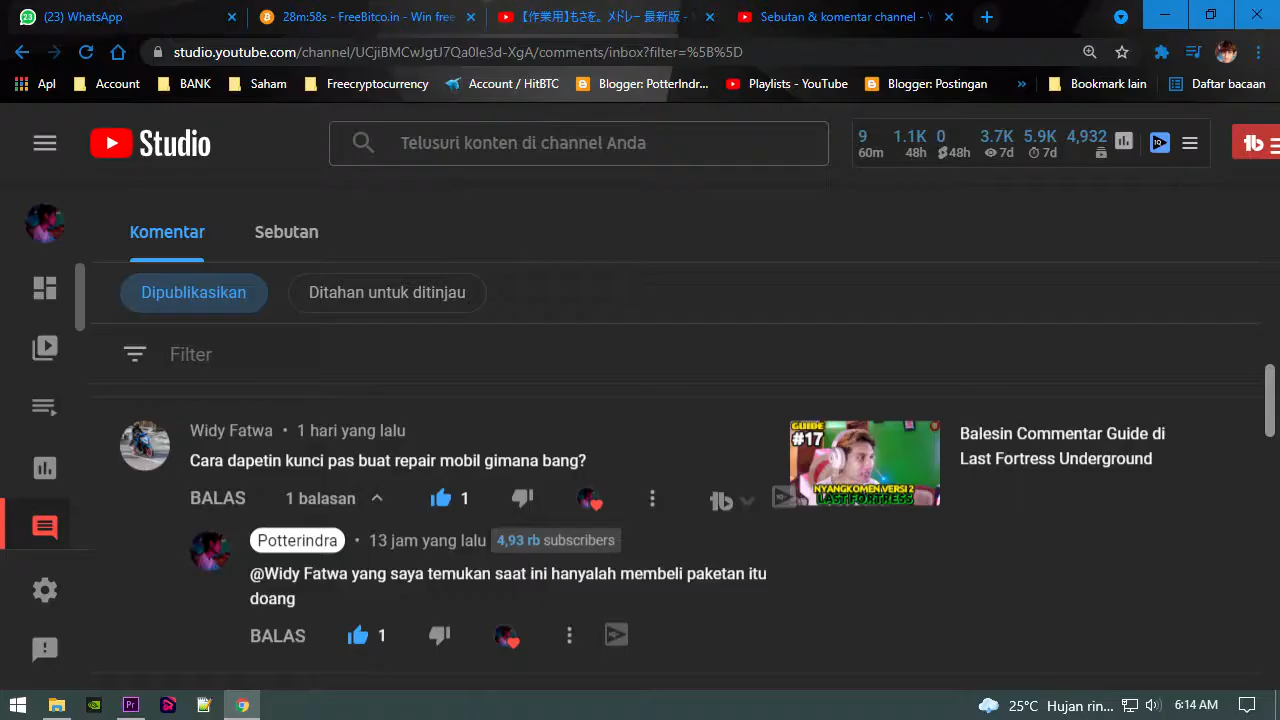 (23) WhatsApp
28m:58s - FreeBitco.in - Win free
【作業用】もさを。メドレー 最新版 -
Sebutan & komentar channel - Y
studio.youtube.com/channel/UCjiBMCwJgtJ7Qa0Ie3d-XqA/comments/inbox?filter=%5B%5D
Apl
Account
BANK
Saham
Freecryptocurrency
Account / HitBTC
Blogger: PotterIndr...
Playlists - YouTube
Blogger: Postingan
»
Bookmark lain
Daftar bacaan
Studio
Telusuri konten di channel Anda
9 1.1K 0 3.7K 5.9K 4,932
60m 48h 48h 7d 7d
IQ
tb
Komentar
Sebutan
Dipublikasikan
Ditahan untuk ditinjau
Filter
Widy Fatwa • 1 hari yang lalu
Cara dapetin kunci pas buat repair mobil gimana bang?
BALAS 1 balasan 1
tb
GUIDE
#17
NYANGKOMEN VERSI 2
LAST FORTRESS
Balesin Commentar Guide di
Last Fortress Underground
Potterindra • 13 jam yang lalu 4,93 rb subscribers
@Widy Fatwa yang saya temukan saat ini hanyalah membeli paketan itu
doang
BALAS 1
Pr
25°C Hujan rin...
6:14 AM